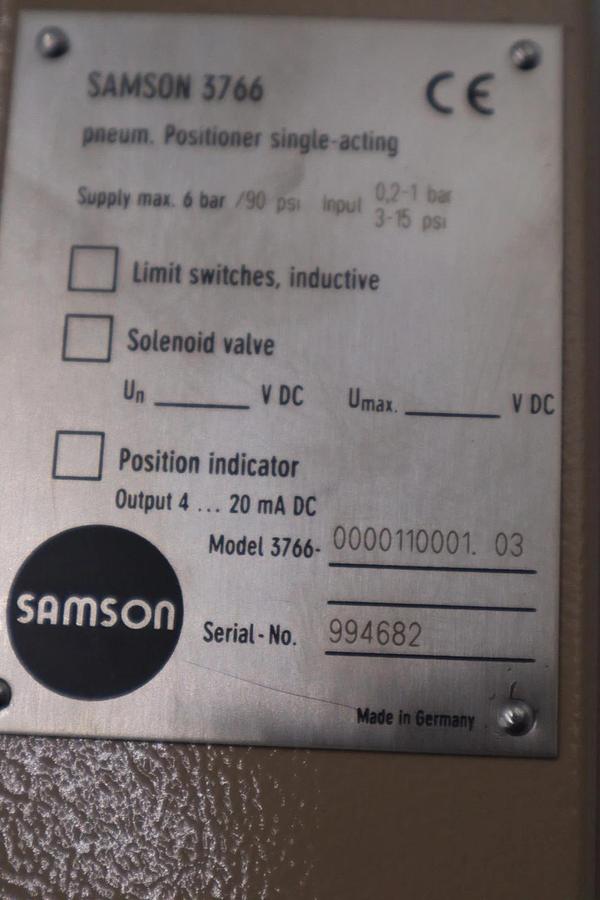 SAMSON 3766
CE
pneum. Positioner single-acting
Supply max. 6 bar /90 psi Input 0,2-1 bar
3-15 psi
Limit switches, inductive
Solenoid valve
Un ______ V DC Umax. ______ V DC
Position indicator
Output 4 ... 20 mA DC
Model 3766- 0000110001. 03
SAMSON
Serial-No. 994682
Made in Germany